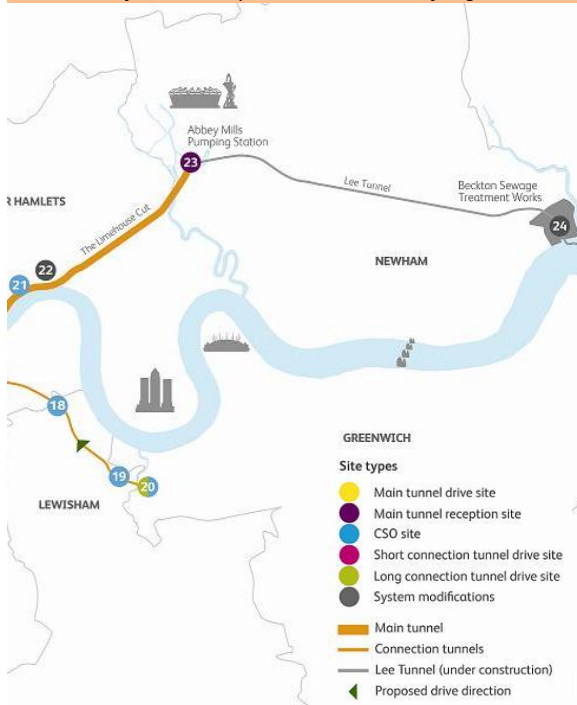 Abbey Mills
Pumping Station
23
Lee Tunnel
Beckton Sewage
Treatment Works
24
R HAMLETS
The Limehouse Cut
22
21
NEWHAM
18
19
20
LEWISHAM
GREENWICH
Site types
Main tunnel drive site
Main tunnel reception site
CSO site
Short connection tunnel drive site
Long connection tunnel drive site
System modifications
Main tunnel
Connection tunnels
Lee Tunnel (under construction)
Proposed drive direction